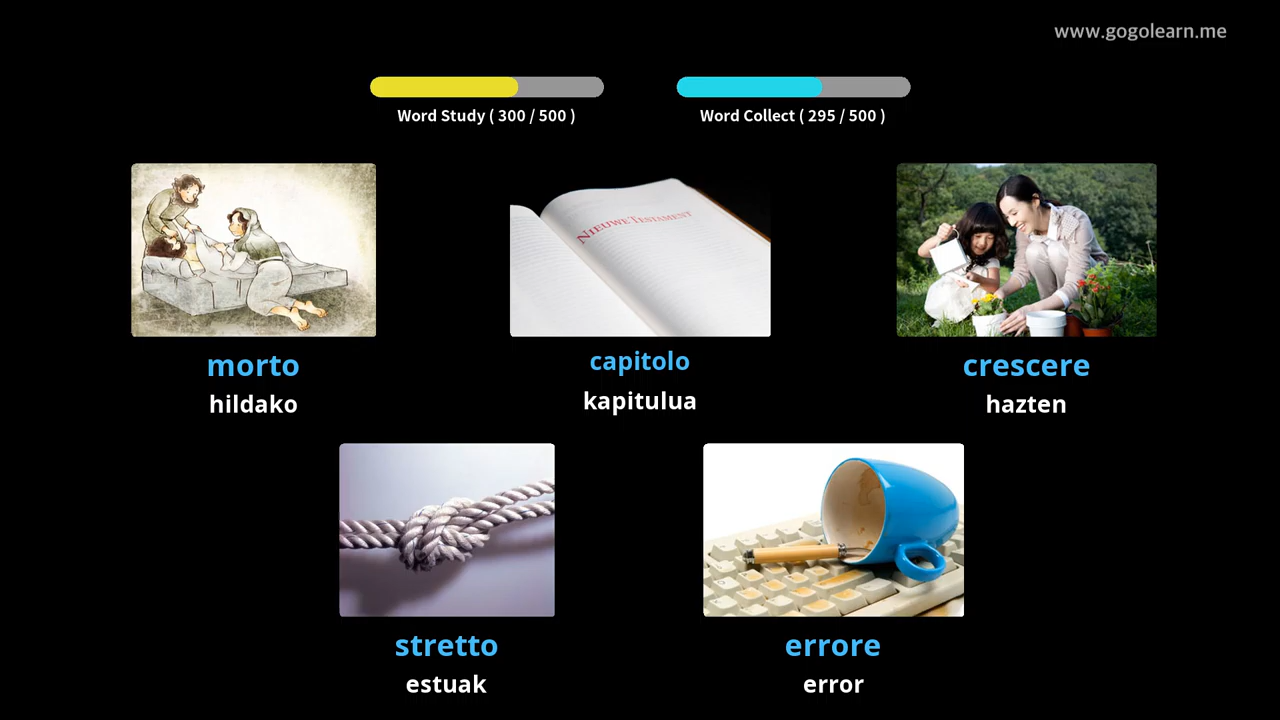 www.gogolearn.me
Word Study ( 300 / 500 )
Word Collect ( 295 / 500 )
NIEUWE TESTAMENT
morto
hildako
capitolo
kapitulua
crescere
hazten
stretto
estuak
errore
error